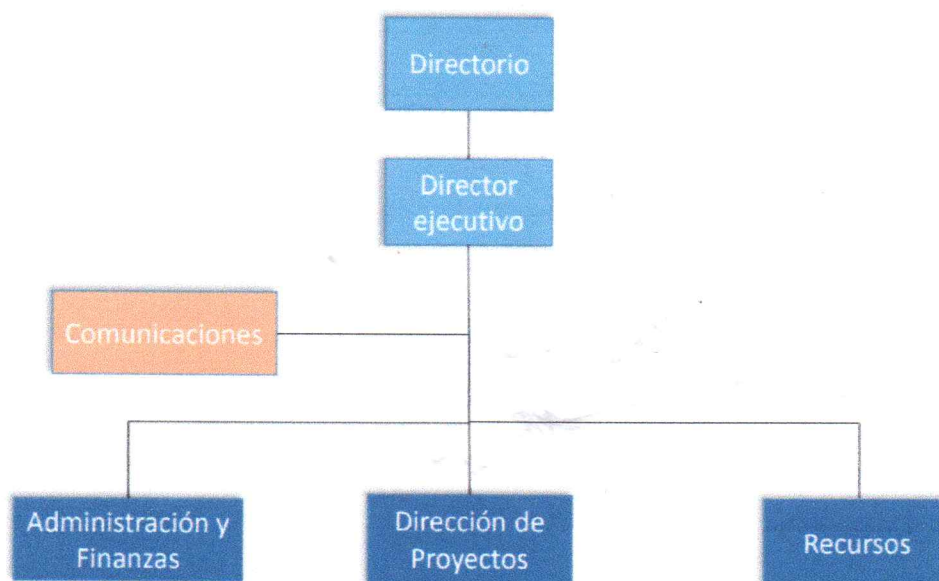 Directorio
Director
ejecutivo
Comunicaciones
Administración y
Finanzas
Dirección de
Proyectos
Recursos